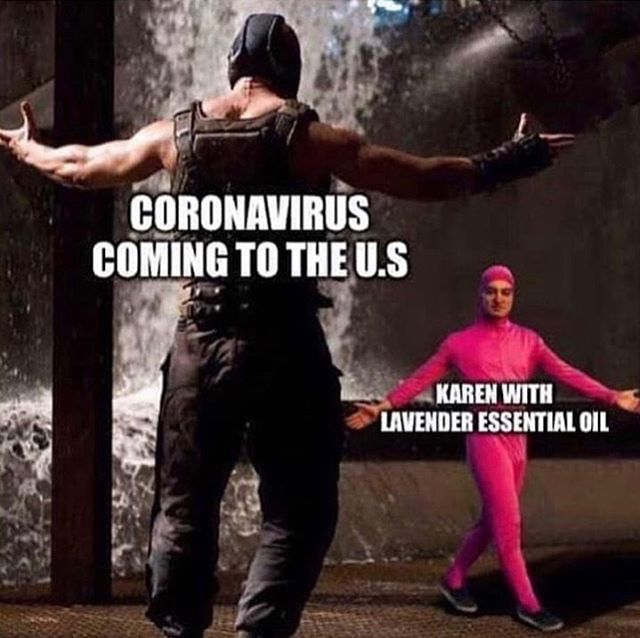 CORONAVIRUS
COMING TO THE U.S
KAREN WITH
LAVENDER ESSENTIAL OIL